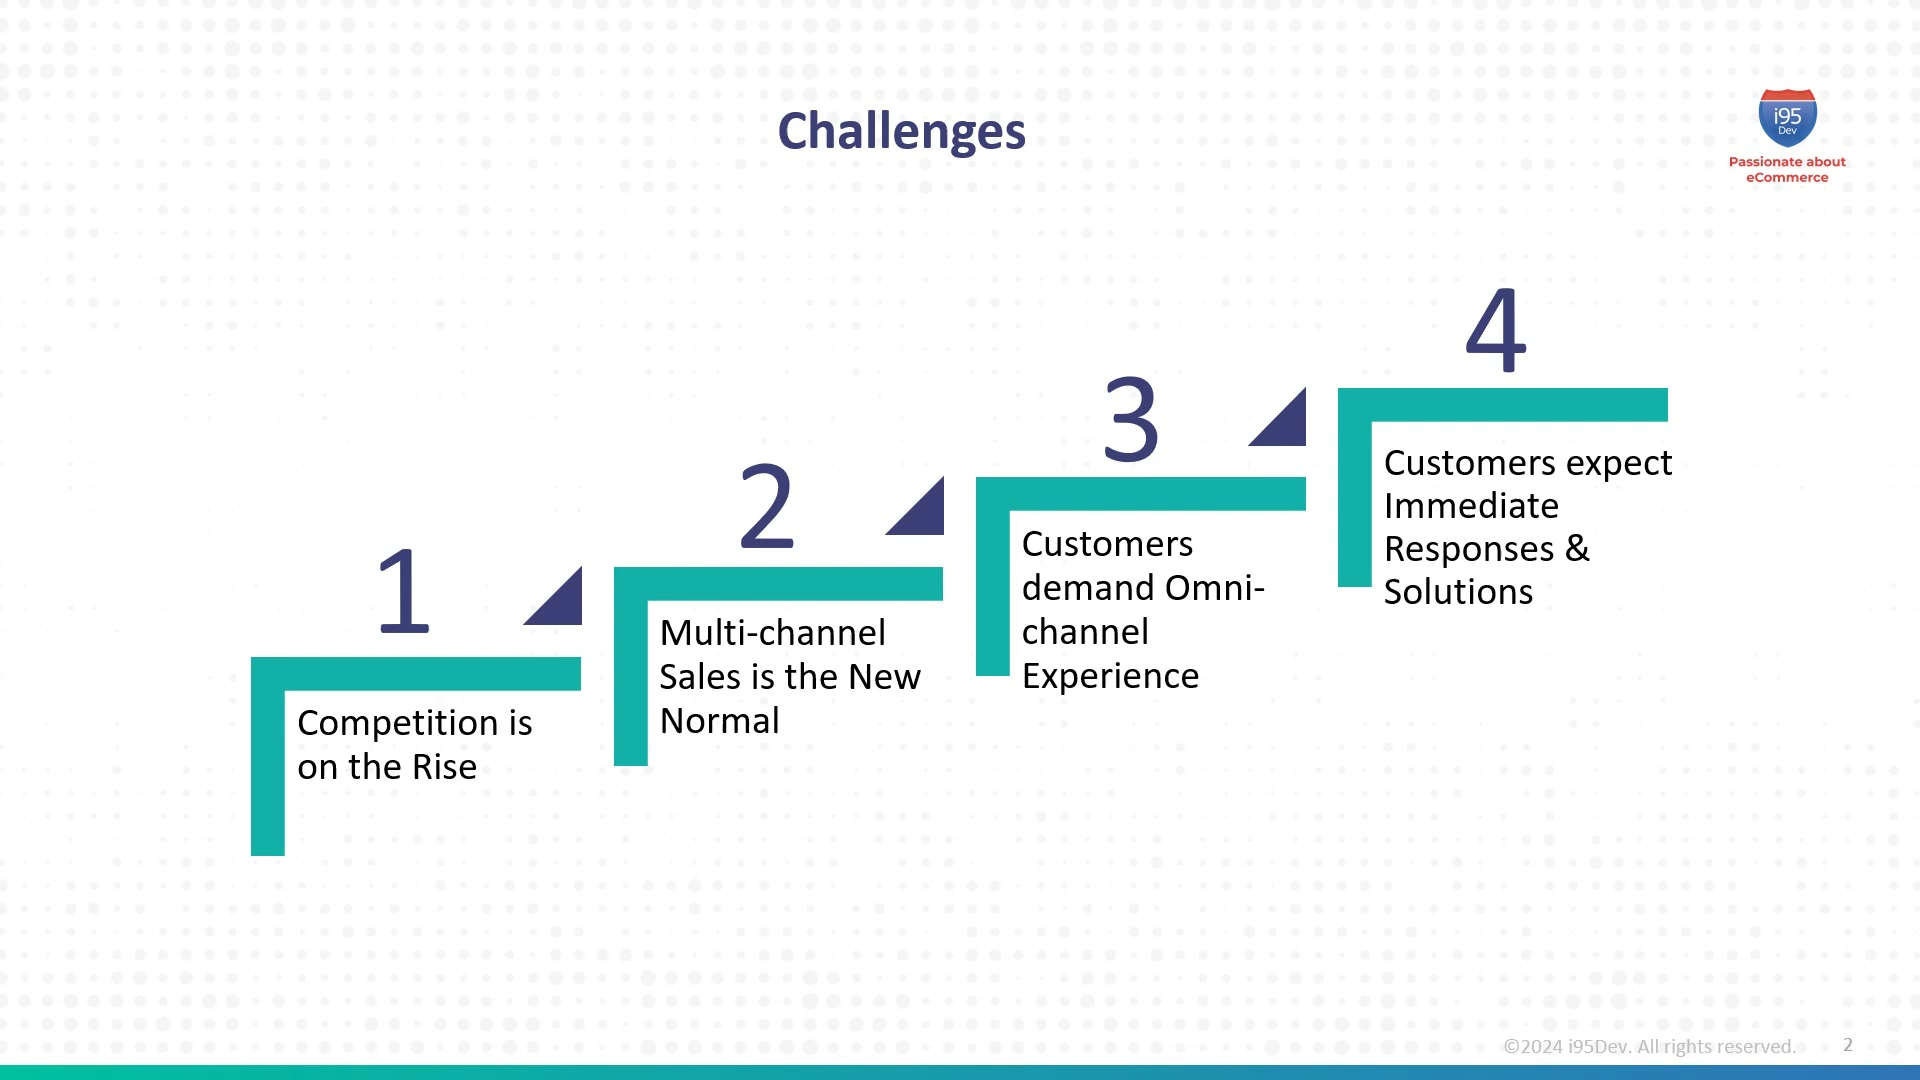 Challenges
i95
Dev
Passionate about
eCommerce
1
Competition is
on the Rise
2
Multi-channel
Sales is the New
Normal
3
Customers
demand Omni-
channel
Experience
4
Customers expect
Immediate
Responses &
Solutions
©2024 i95Dev. All rights reserved.
2